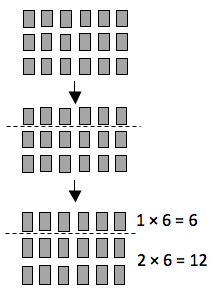 1 × 6 = 6
2 × 6 = 12